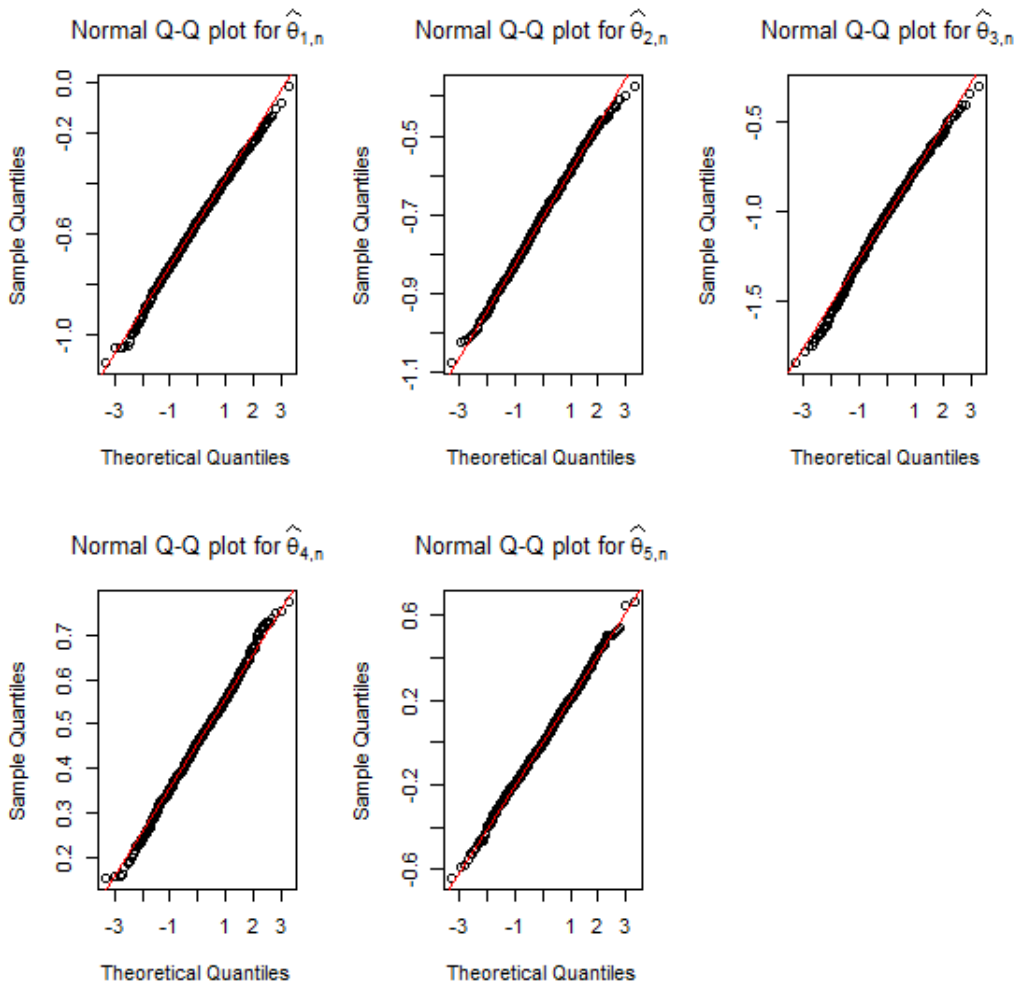 Normal Q-Q plot for θ̂₁,ₙ
Normal Q-Q plot for θ̂₂,ₙ
Normal Q-Q plot for θ̂₃,ₙ
0.0
-0.2
-0.6
-1.0
Sample Quantiles
-3 -1 1 2 3
Theoretical Quantiles
-0.5
-0.7
-0.9
-1.1
Sample Quantiles
-3 -1 1 2 3
Theoretical Quantiles
-0.5
-1.0
-1.5
Sample Quantiles
-3 -1 1 2 3
Theoretical Quantiles
Normal Q-Q plot for θ̂₄,ₙ
Normal Q-Q plot for θ̂₅,ₙ
0.7
0.6
0.5
0.4
0.3
0.2
Sample Quantiles
-3 -1 1 2 3
Theoretical Quantiles
0.6
0.2
-0.2
-0.6
Sample Quantiles
-3 -1 1 2 3
Theoretical Quantiles